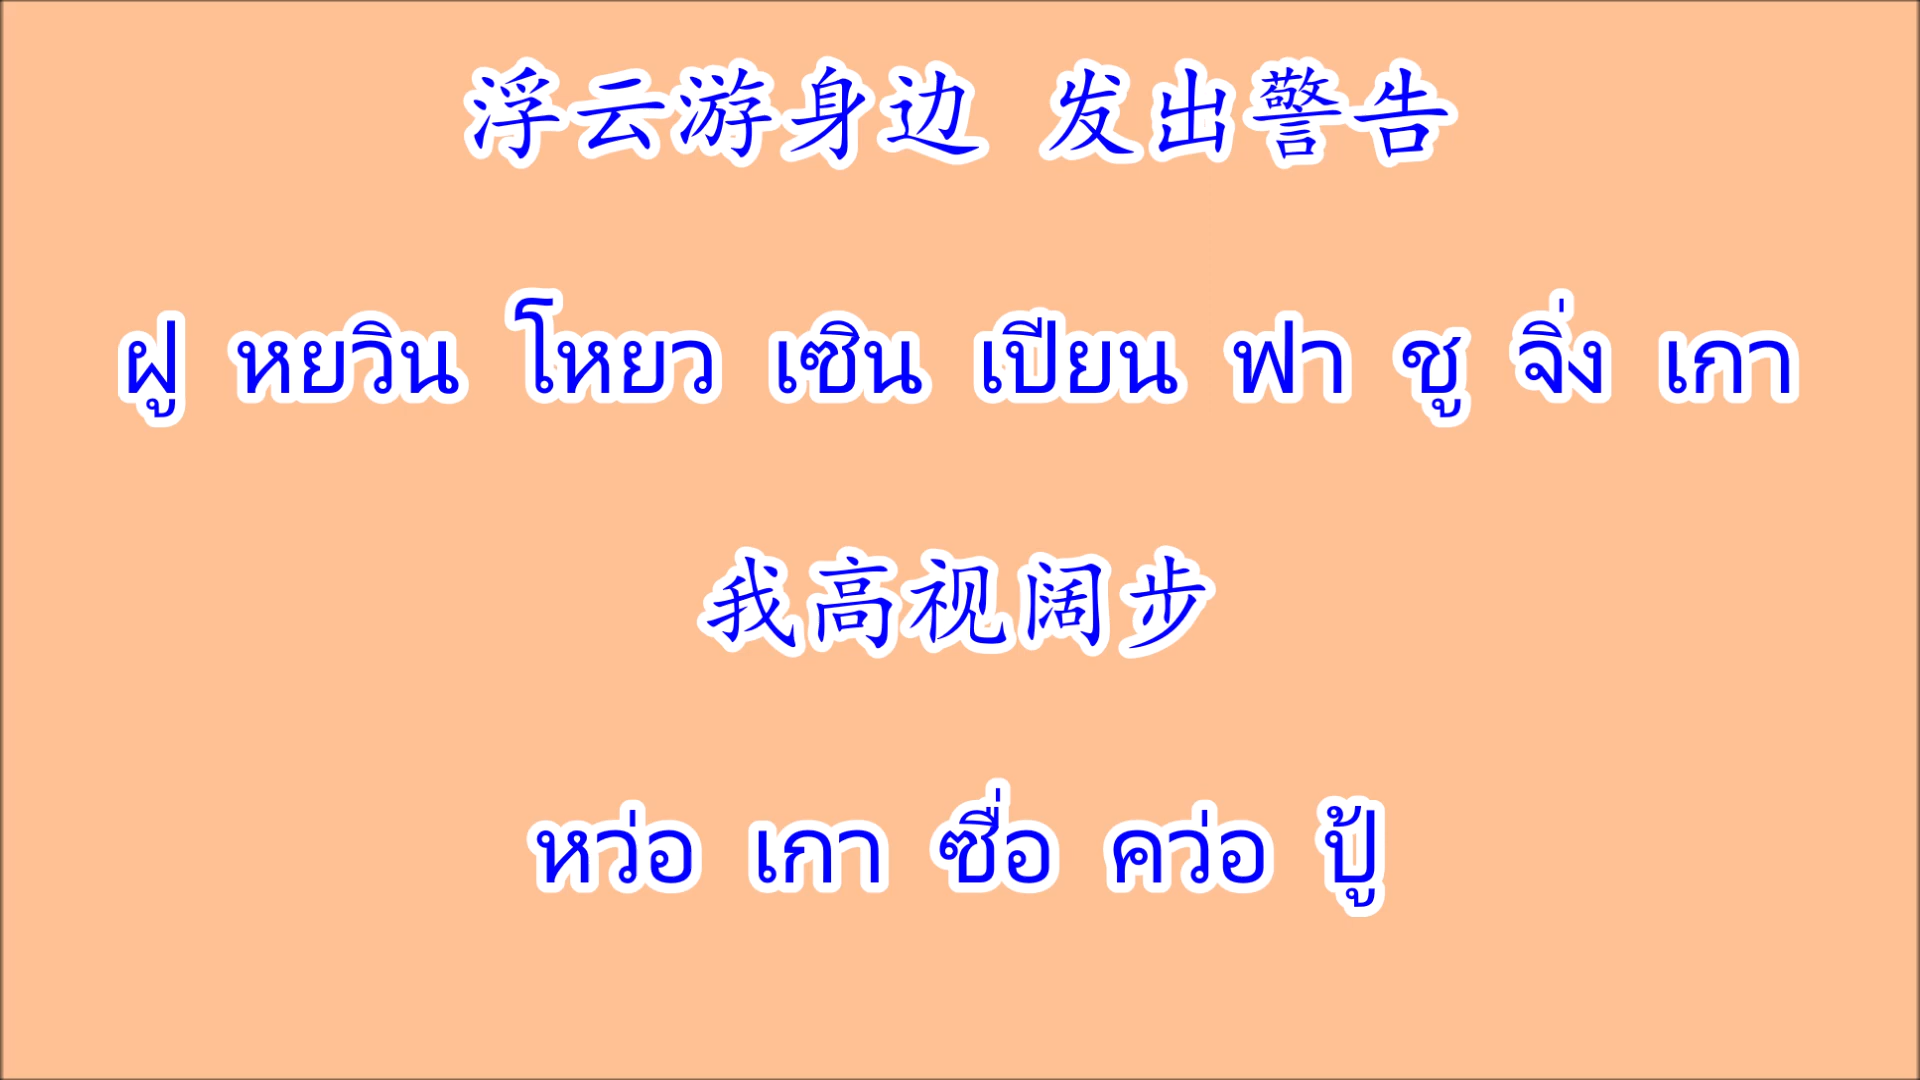 浮云游身边 发出警告
ฝู หยวิน โหยว เซิน เปียน ฟา ชู จิ่ง เกา
我高视阔步
หว่อ เกา ซื่อ คว่อ ปู้